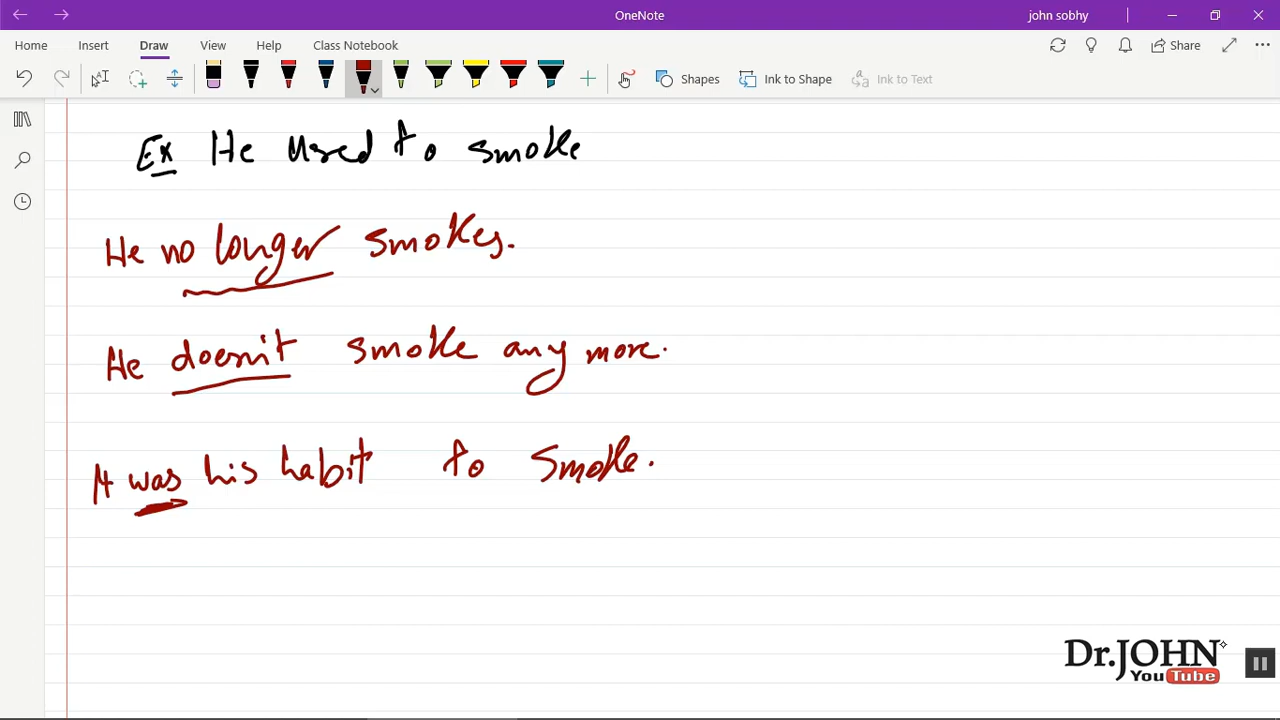 OneNote
john sobhy
Home Insert Draw View Help Class Notebook
Share
Shapes Ink to Shape Ink to Text
Ex He used to smoke
He no longer smokes.
He doesn't smoke any more.
It was his habit to smoke.
Dr.JOHN
YouTube